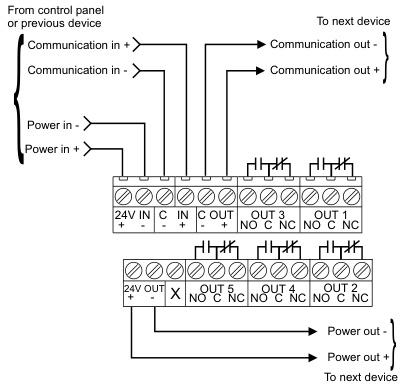 From control panel
or previous device
To next device
Communication in +
Communication out -
Communication in -
Communication out +
Power in -
Power in +
24V IN C IN C OUT OUT 3 OUT 1
+ - - + - + NO C NC NO C NC
OUT 5 OUT 4 OUT 2
24V OUT X NO C NC NO C NC NO C NC
+ -
Power out -
Power out +
To next device